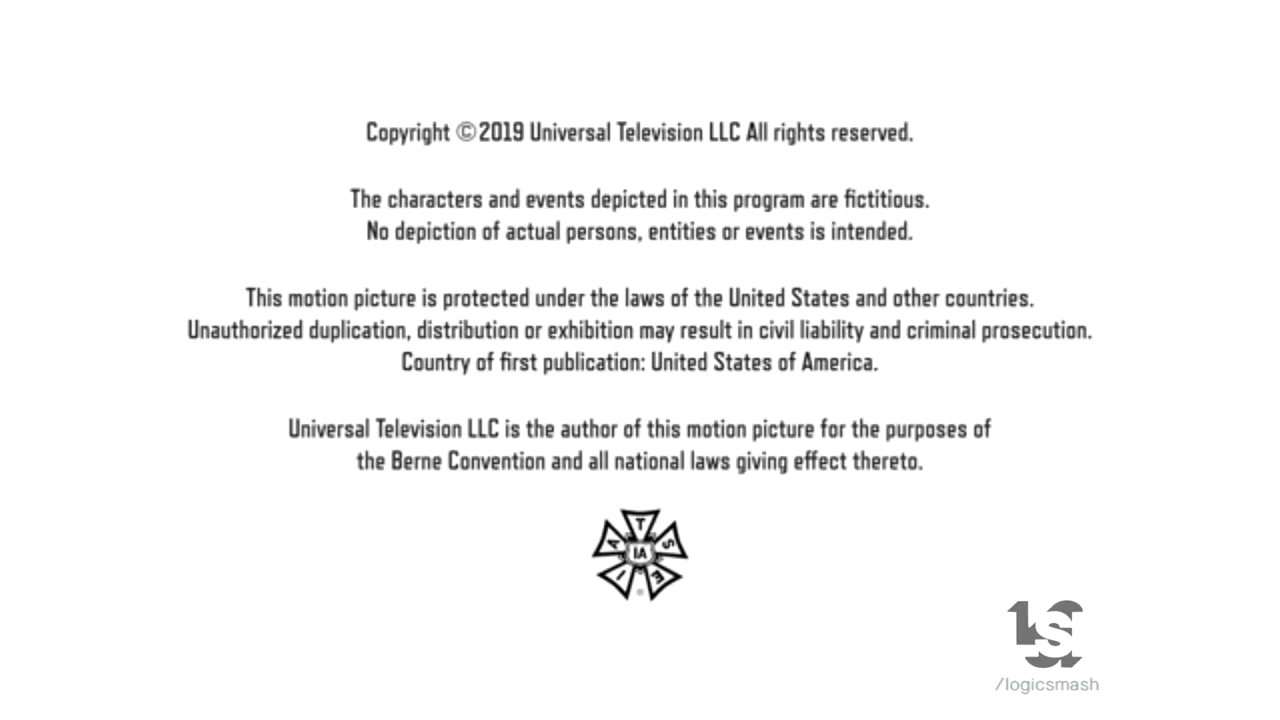 Copyright ©2019 Universal Television LLC All rights reserved.
The characters and events depicted in this program are fictitious.
No depiction of actual persons, entities or events is intended.
This motion picture is protected under the laws of the United States and other countries.
Unauthorized duplication, distribution or exhibition may result in civil liability and criminal prosecution.
Country of first publication: United States of America.
Universal Television LLC is the author of this motion picture for the purposes of
the Berne Convention and all national laws giving effect thereto.
I A T S E
IA
®
/logicsmash